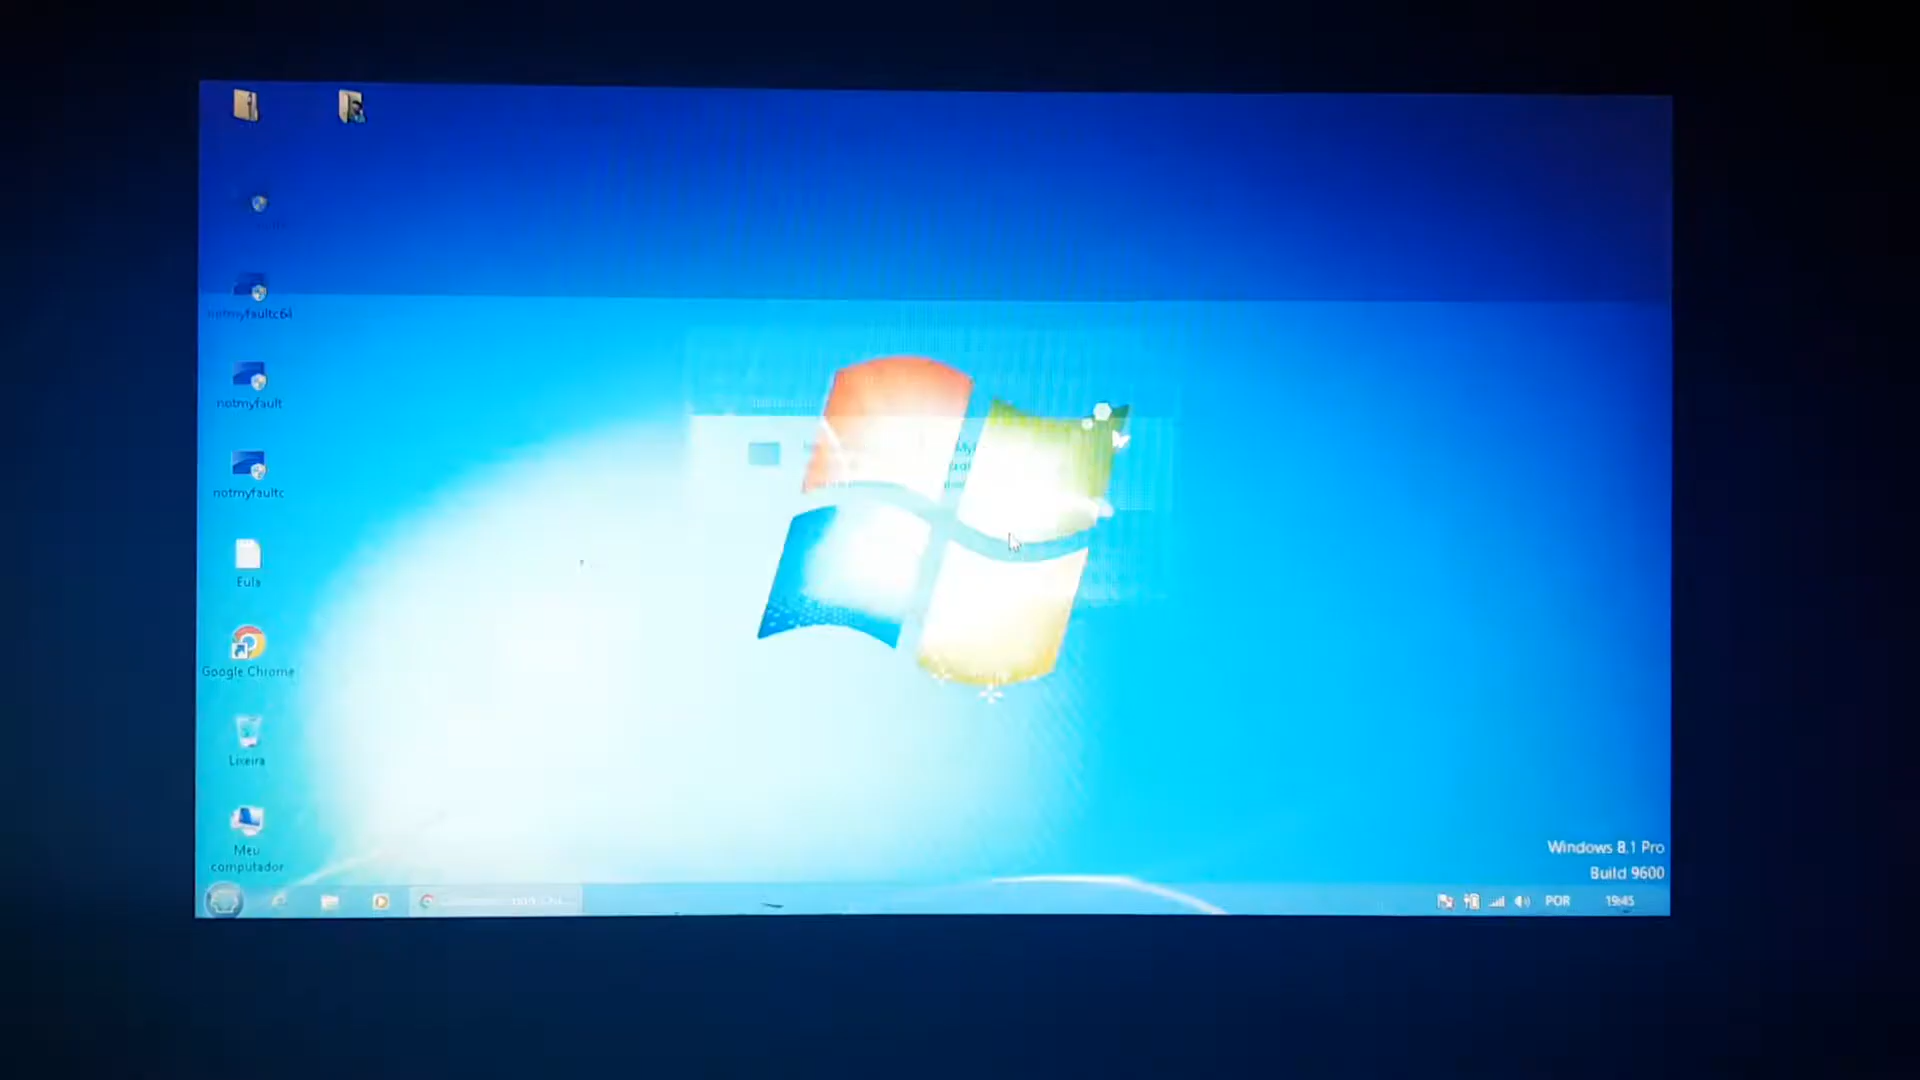 notmyfaultc64
notmyfault
notmyfaultc
Eula
Google Chrome
Lixeira
Meu
computador
Windows 8.1 Pro
Build 9600
POR
19:45